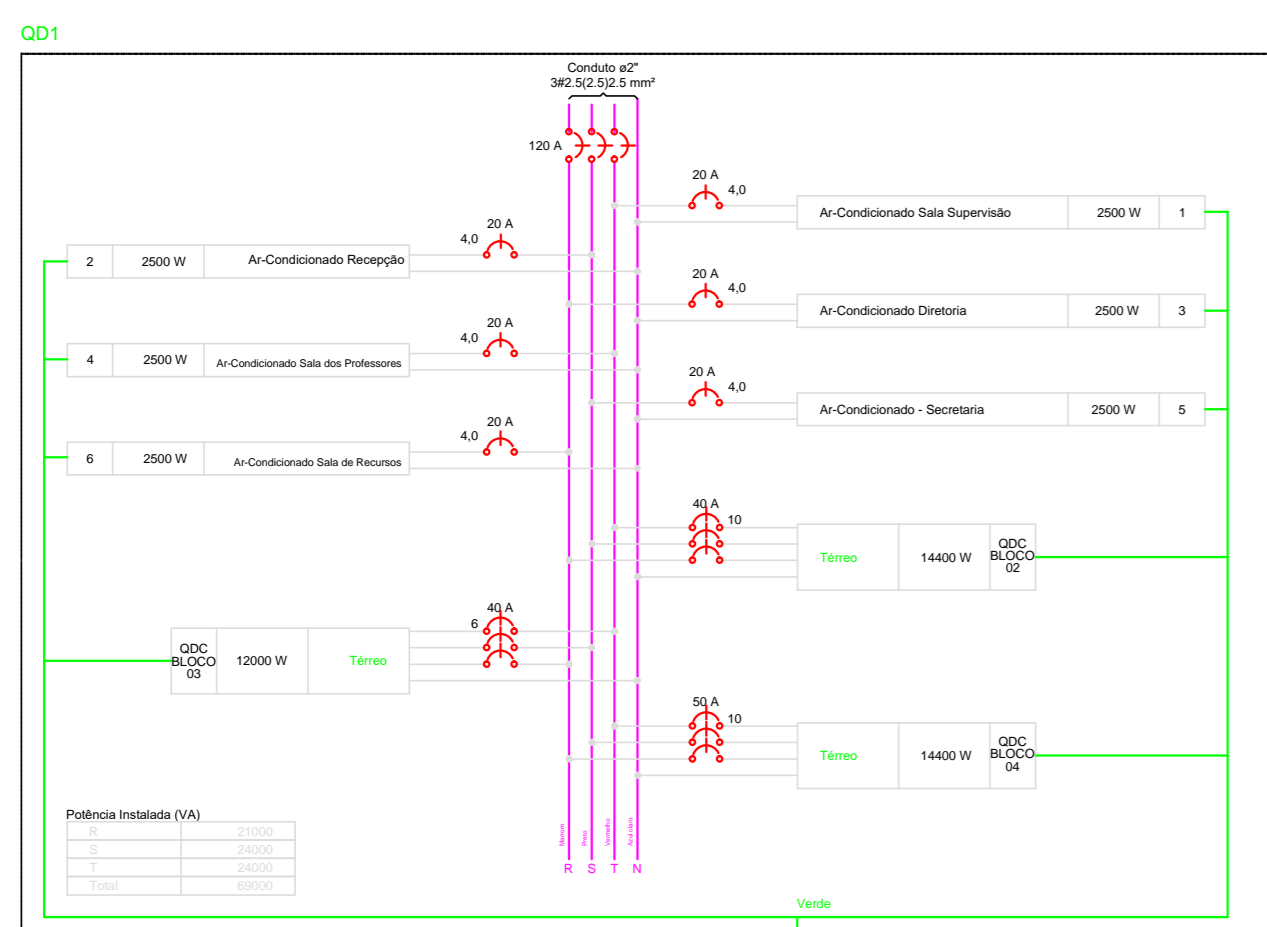 QD1
Conduto ø2"
3#2.5(2.5)2.5 mm²
120 A
20 A
4,0
Ar-Condicionado Sala Supervisão 2500 W 1
20 A
4,0
2 2500 W Ar-Condicionado Recepção
20 A
4,0
Ar-Condicionado Diretoria 2500 W 3
20 A
4,0
4 2500 W Ar-Condicionado Sala dos Professores
20 A
4,0
Ar-Condicionado - Secretaria 2500 W 5
20 A
4,0
6 2500 W Ar-Condicionado Sala de Recursos
40 A
10
Térreo 14400 W
QDC
BLOCO
02
40 A
6
QDC
BLOCO
03
12000 W Térreo
50 A
10
Térreo 14400 W
QDC
BLOCO
04
Potência Instalada (VA)
R 21000
S 24000
T 24000
Total 69000
Marrom
Preto
Vermelho
Azul claro
R S T N
Verde